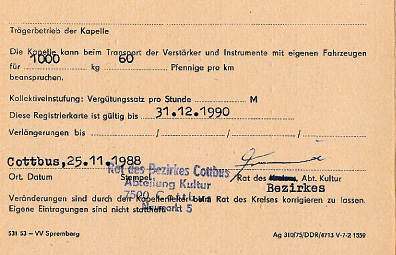 Trägerbetrieb der Kapelle
Die Kapelle kann beim Transport der Verstärker und Instrumente mit eigenen Fahrzeugen
für 1000 kg 60 Pfennige pro km
beanspruchen.
Kollektiveinstufung: Vergütungssatz pro Stunde M
Diese Registrierkarte ist gültig bis 31.12.1990
Verlängerungen bis / / /
Cottbus, 25.11.1988
Rat des Bezirkes Cottbus
Abteilung Kultur
7500 Cottbus
Neumarkt 5
Ort, Datum Stempel Rat des Kreises, Abt. Kultur
Bezirkes
Veränderungen sind durch den Kapellenleiter beim Rat des Kreises korrigieren zu lassen.
Eigene Eintragungen sind nicht statthaft.
531 53 — VV Spremberg Ag 310/75/DDR/4713 V-7-2 1359